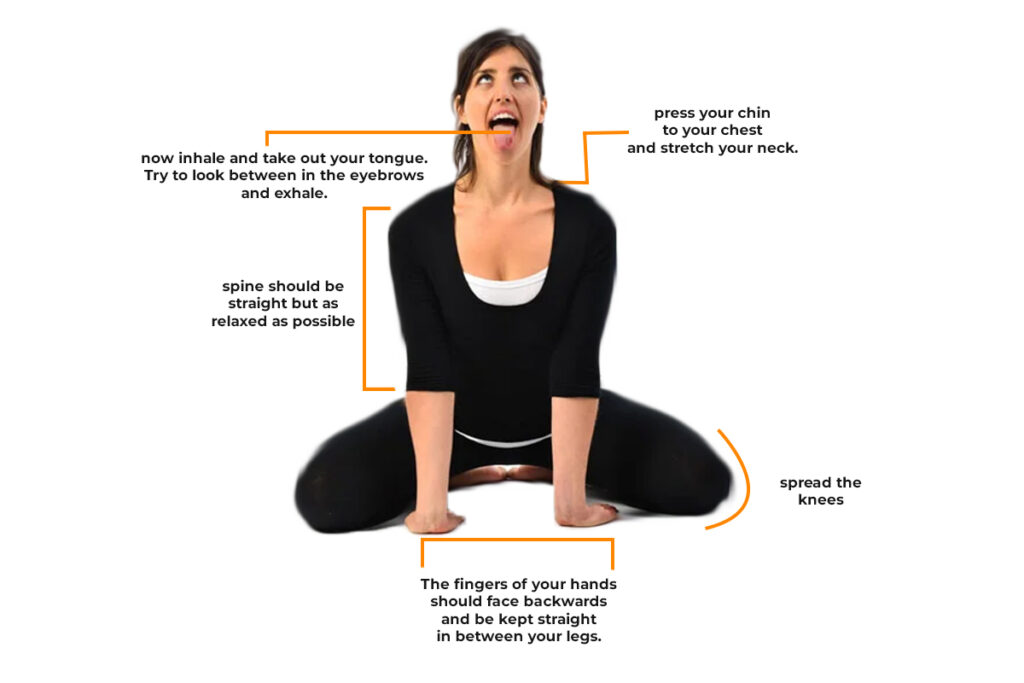 press your chin
to your chest
and stretch your neck.
now inhale and take out your tongue.
Try to look between in the eyebrows
and exhale.
spine should be
straight but as
relaxed as possible
spread the
knees
The fingers of your hands
should face backwards
and be kept straight
in between your legs.